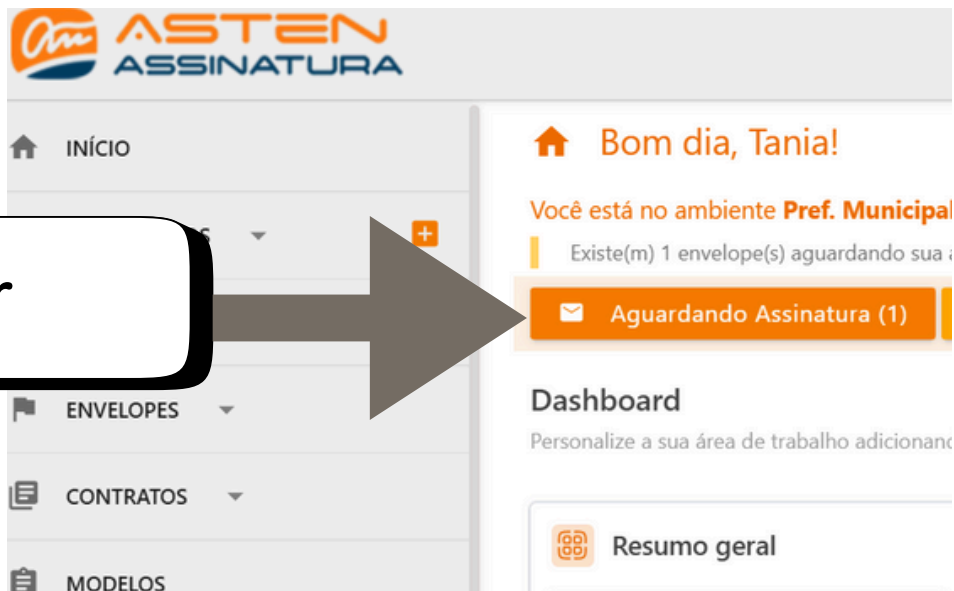 ASTEN
ASSINATURA
INÍCIO
ENVELOPES
CONTRATOS
MODELOS
Bom dia, Tania!
Você está no ambiente Pref. Municipal
Existe(m) 1 envelope(s) aguardando sua
Aguardando Assinatura (1)
Dashboard
Personalize a sua área de trabalho adicionand
Resumo geral